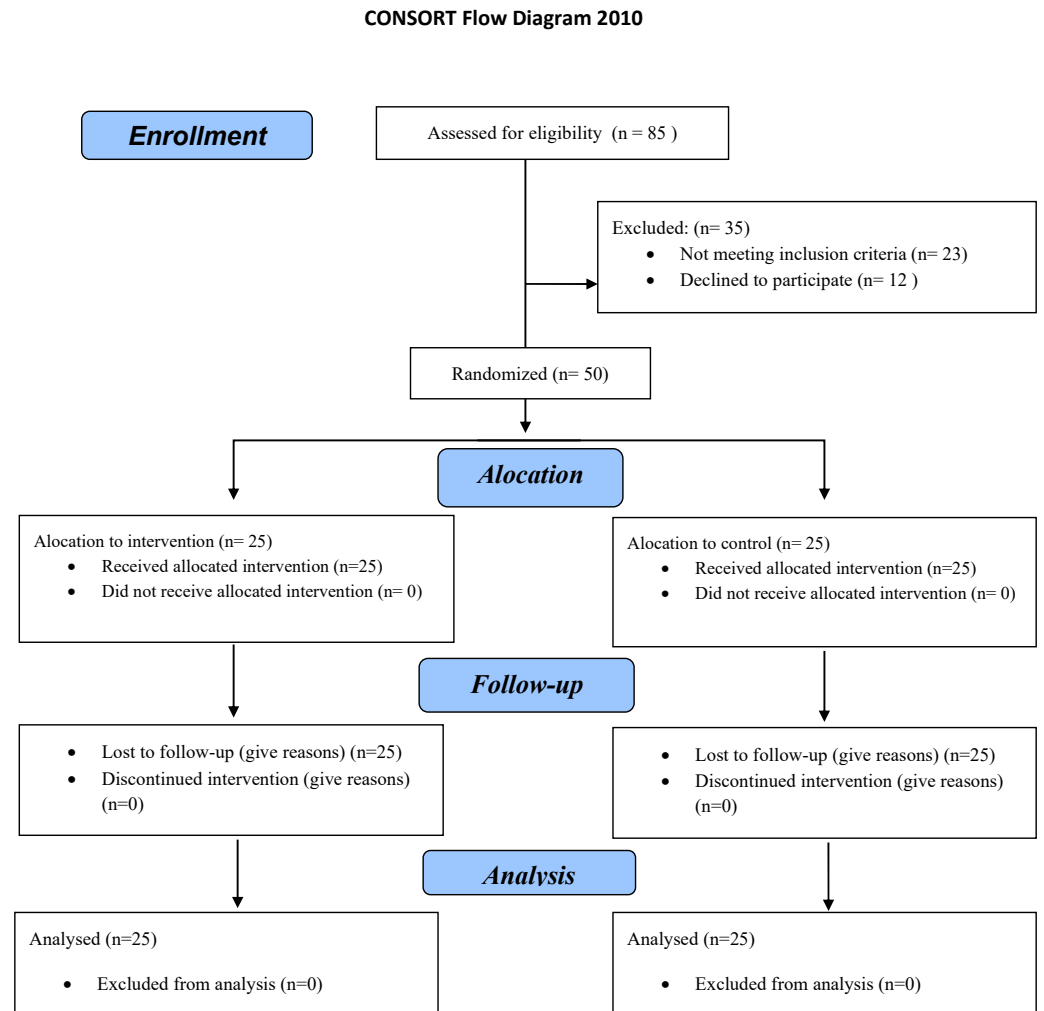 CONSORT Flow Diagram 2010
Enrollment
Assessed for eligibility (n = 85 )
Excluded: (n= 35)
• Not meeting inclusion criteria (n= 23)
• Declined to participate (n= 12 )
Randomized (n= 50)
Alocation
Alocation to intervention (n= 25)
• Received allocated intervention (n=25)
• Did not receive allocated intervention (n= 0)
Alocation to control (n= 25)
• Received allocated intervention (n=25)
• Did not receive allocated intervention (n= 0)
Follow-up
• Lost to follow-up (give reasons) (n=25)
• Discontinued intervention (give reasons)
(n=0)
• Lost to follow-up (give reasons) (n=25)
• Discontinued intervention (give reasons)
(n=0)
Analysis
Analysed (n=25)
• Excluded from analysis (n=0)
Analysed (n=25)
• Excluded from analysis (n=0)